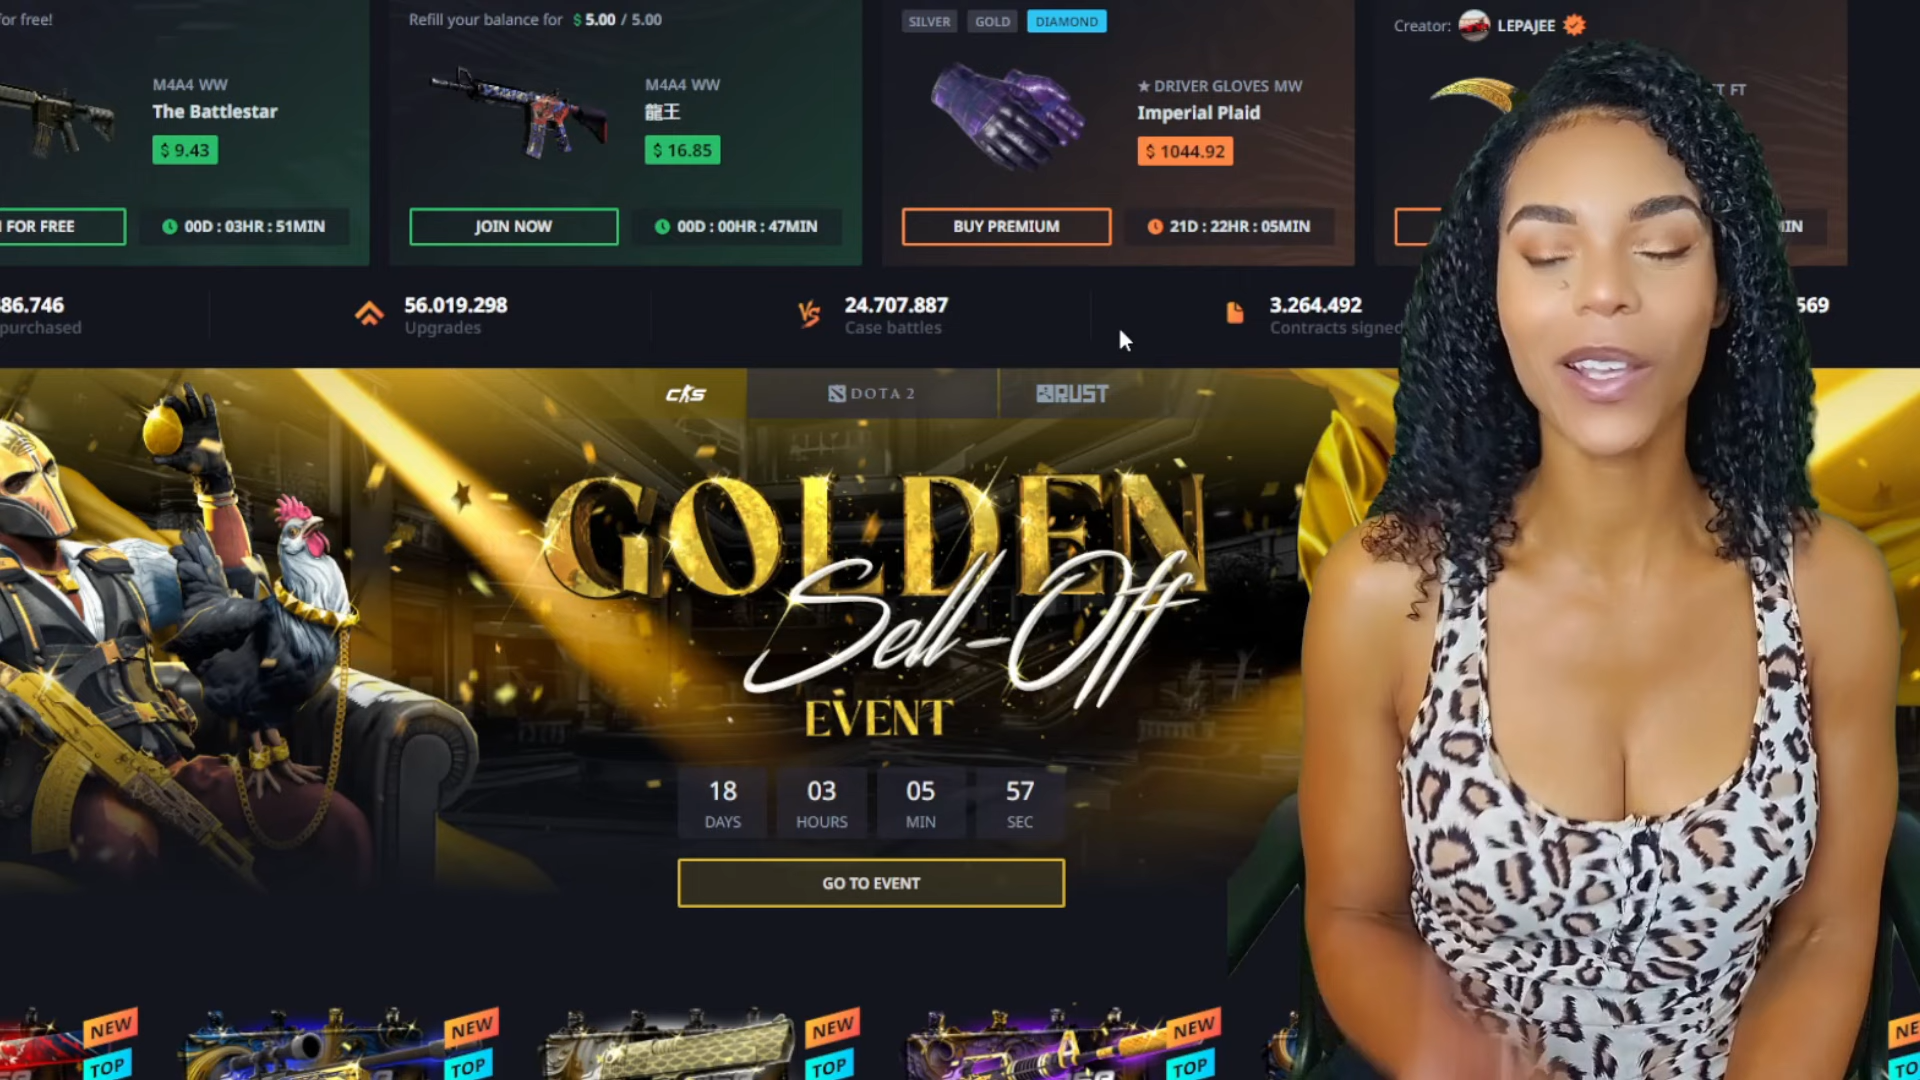 for free!
Refill your balance for $ 5.00 / 5.00
SILVER GOLD DIAMOND
Creator: LEPAJEE
M4A4 WW
The Battlestar
$ 9.43
M4A4 WW
龍王
$ 16.85
★ DRIVER GLOVES MW
Imperial Plaid
$ 1044.92
FT
FOR FREE
00D : 03HR : 51MIN
JOIN NOW
00D : 00HR : 47MIN
BUY PREMIUM
21D : 22HR : 05MIN
86.746
purchased
56.019.298
Upgrades
VS
24.707.887
Case battles
3.264.492
Contracts signed
569
CS
DOTA 2
RUST
GOLDEN
Sell-Off
EVENT
18 03 05 57
DAYS HOURS MIN SEC
GO TO EVENT
NEW NEW NEW NEW
TOP TOP TOP TOP